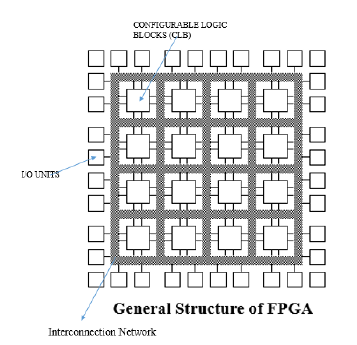 CONFIGURABLE LOGIC
BLOCKS (CLB)
I/O UNITS
General Structure of FPGA
Interconnection Network